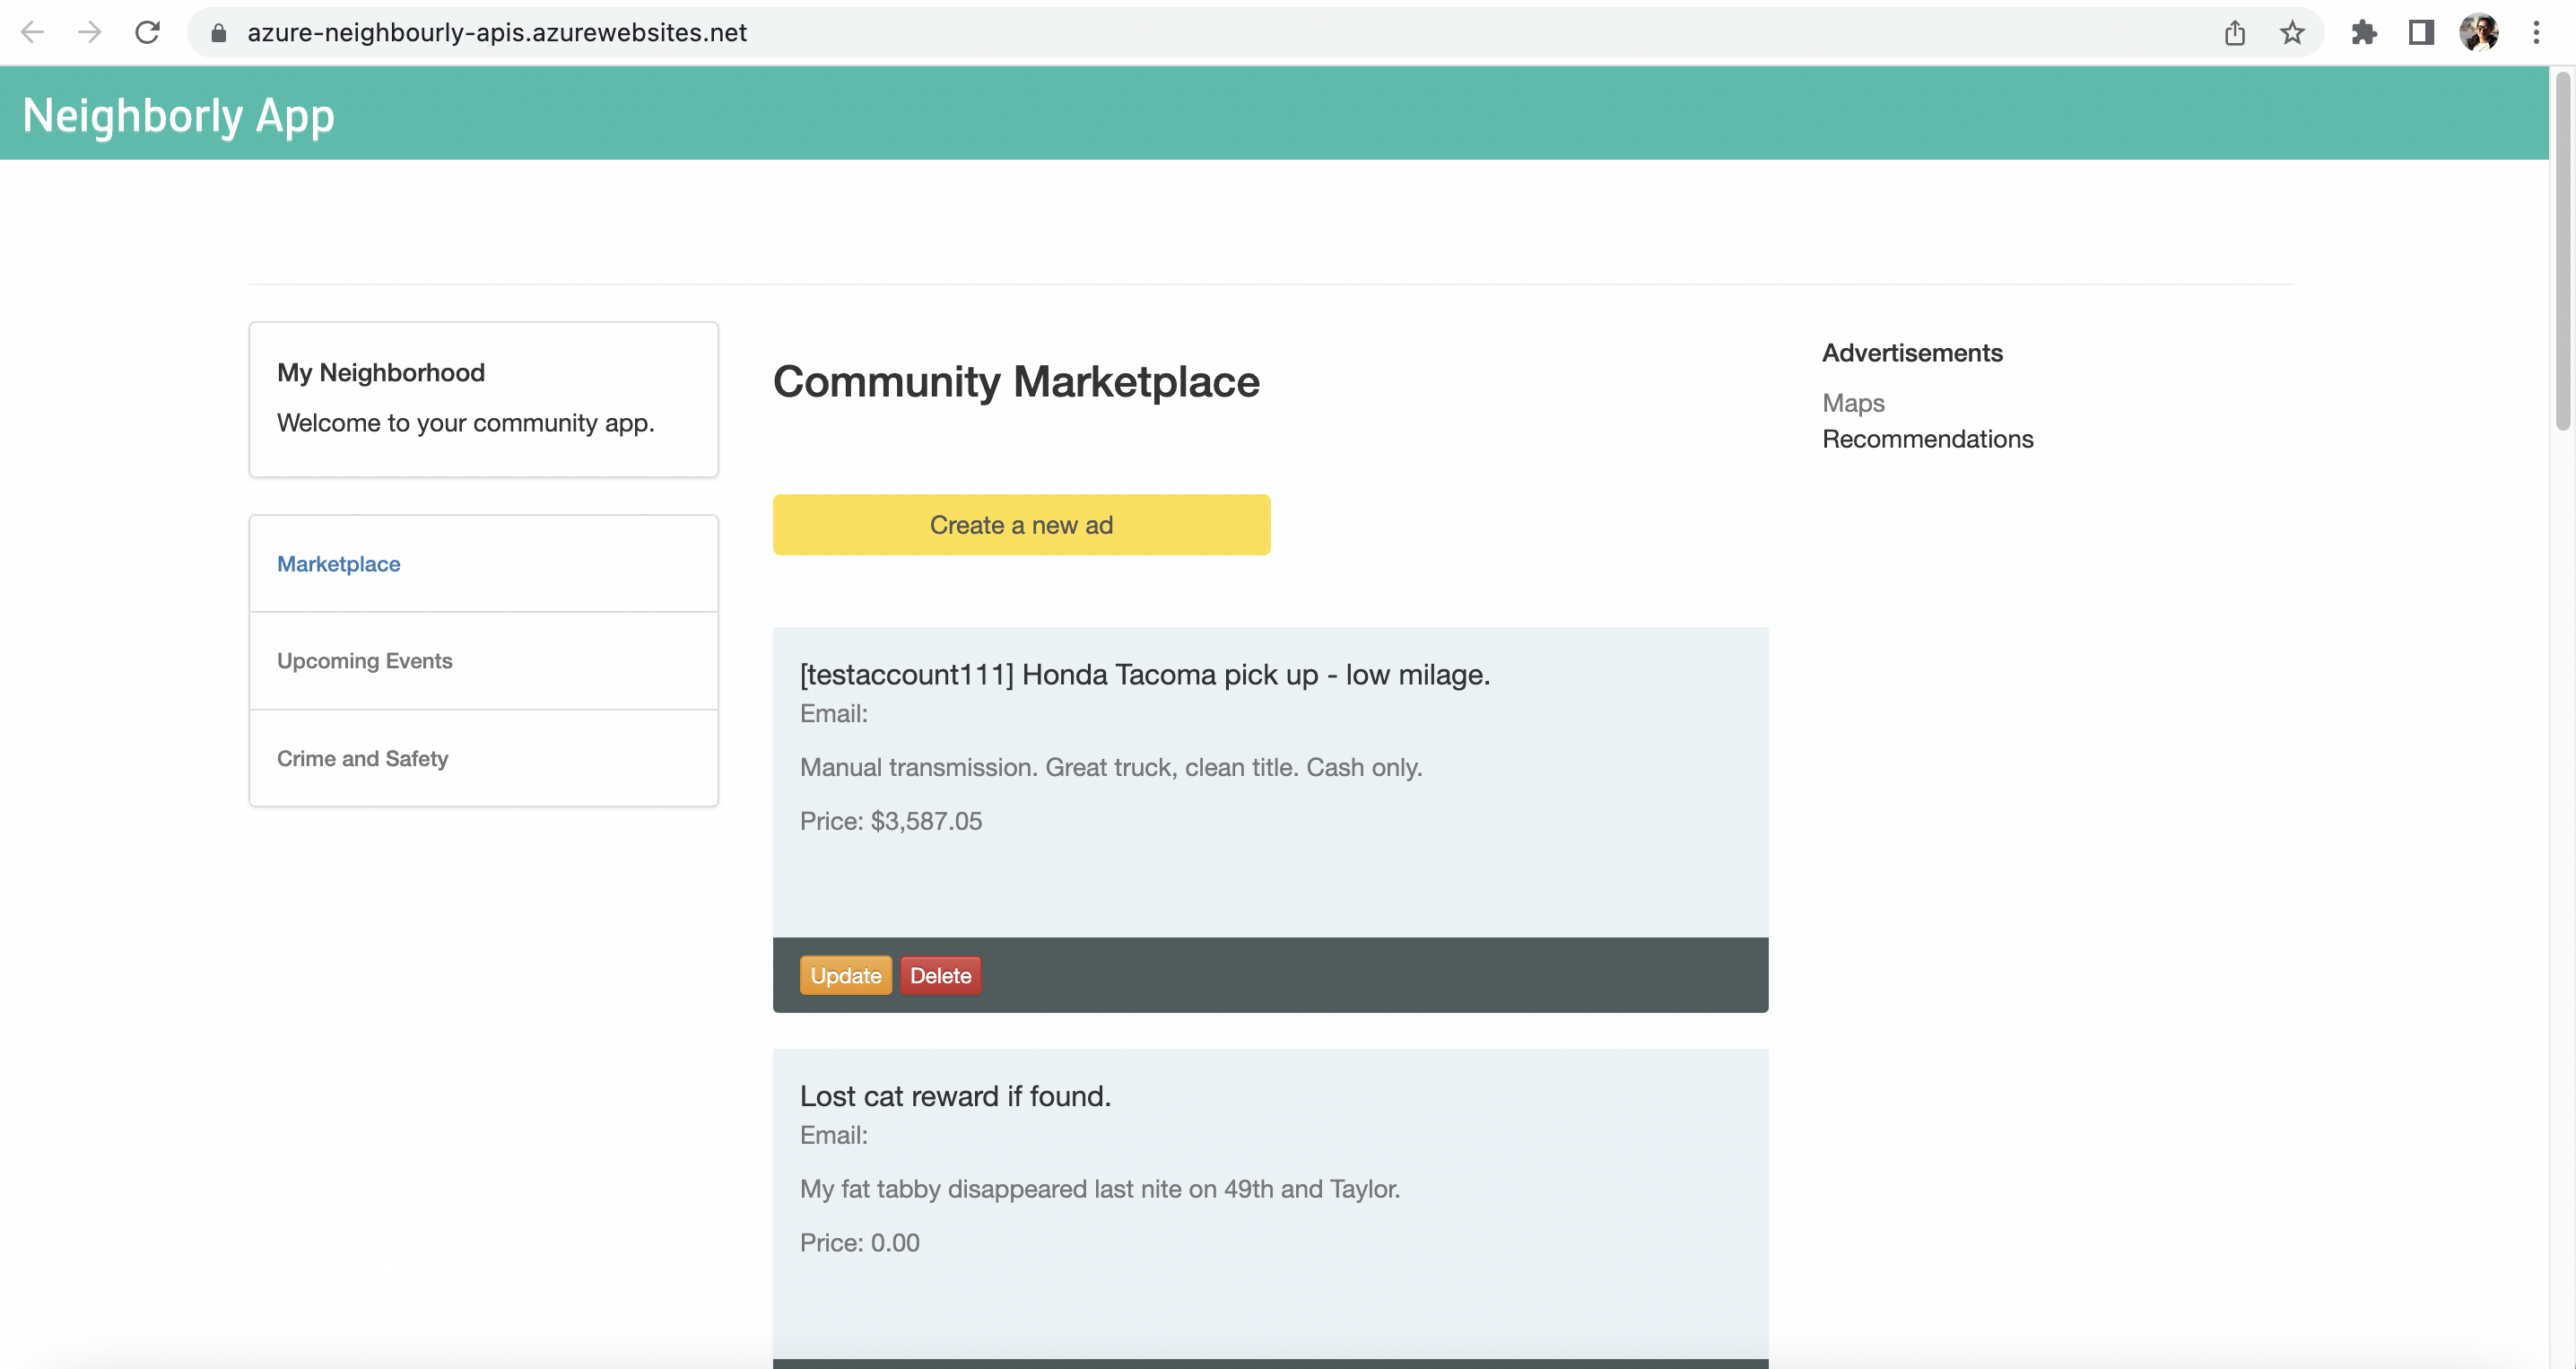 azure-neighbourly-apis.azurewebsites.net
Neighborly App
My Neighborhood
Welcome to your community app.
Marketplace
Upcoming Events
Crime and Safety
Community Marketplace
Create a new ad
[testaccount111] Honda Tacoma pick up - low milage.
Email:
Manual transmission. Great truck, clean title. Cash only.
Price: $3,587.05
Update Delete
Lost cat reward if found.
Email:
My fat tabby disappeared last nite on 49th and Taylor.
Price: 0.00
Advertisements
Maps
Recommendations